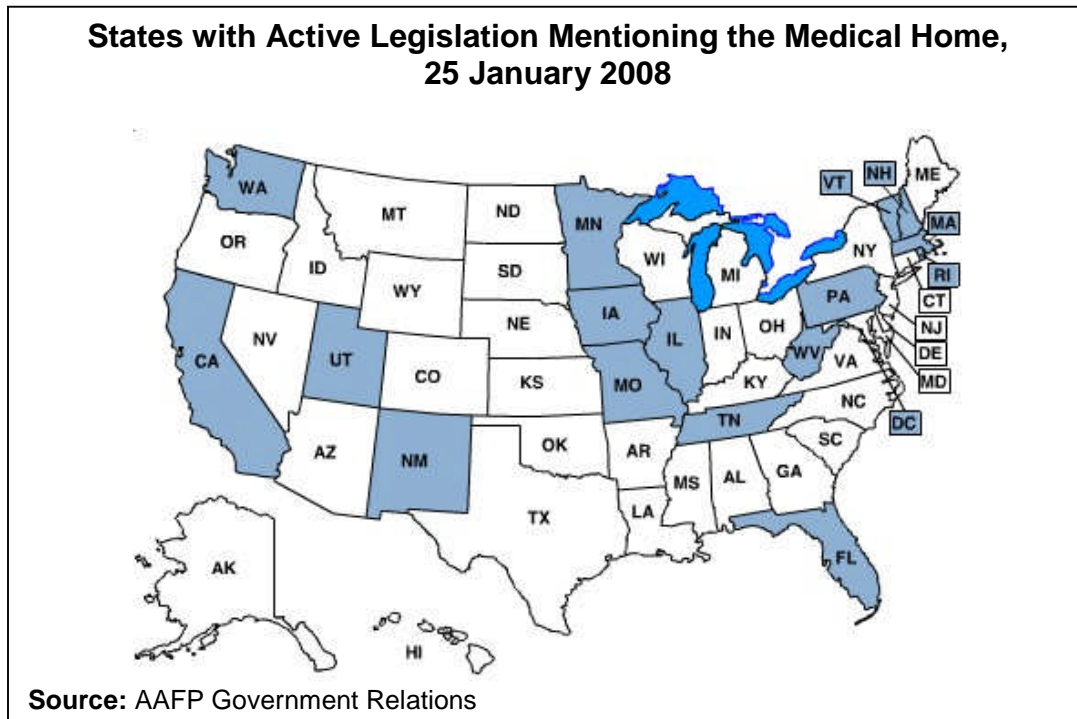 States with Active Legislation Mentioning the Medical Home,
25 January 2008
WA
MT
ND
MN
VT
NH
ME
OR
ID
SD
WI
MI
NY
MA
WY
RI
PA
CT
NE
IA
NJ
NV
UT
IL
IN
OH
DE
CA
CO
WV
VA
MD
KS
MO
KY
NC
DC
TN
AZ
NM
OK
AR
SC
MS
AL
GA
TX
LA
FL
AK
HI
Source: AAFP Government Relations